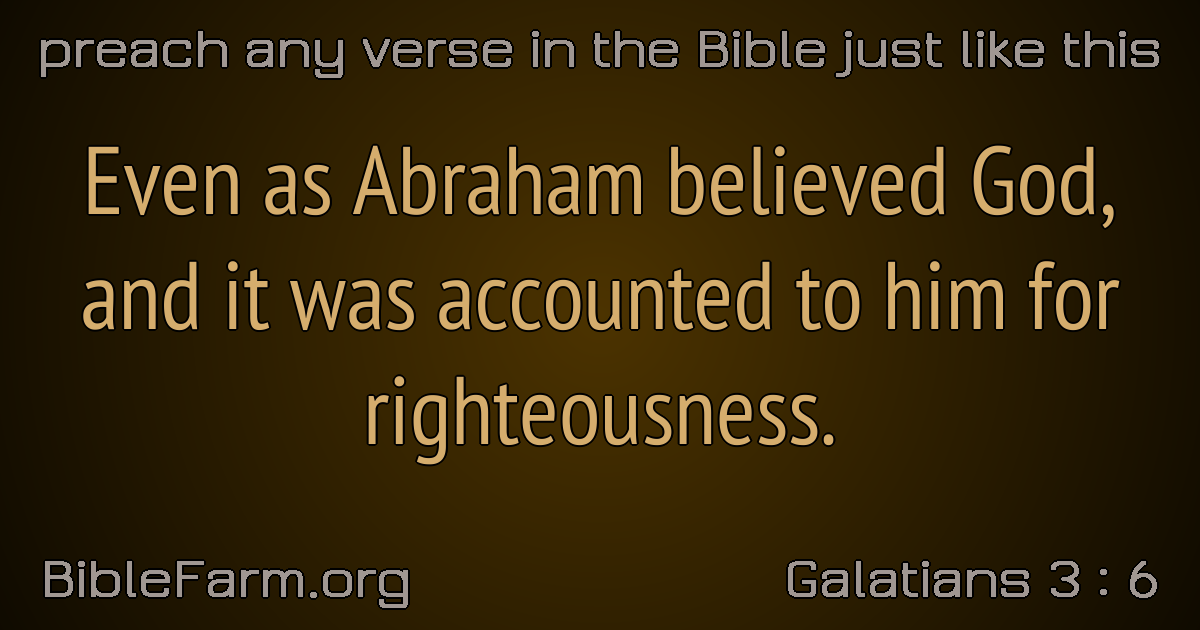 preach any verse in the Bible just like this
Even as Abraham believed God,
and it was accounted to him for
righteousness.
BibleFarm.org
Galatians 3 : 6